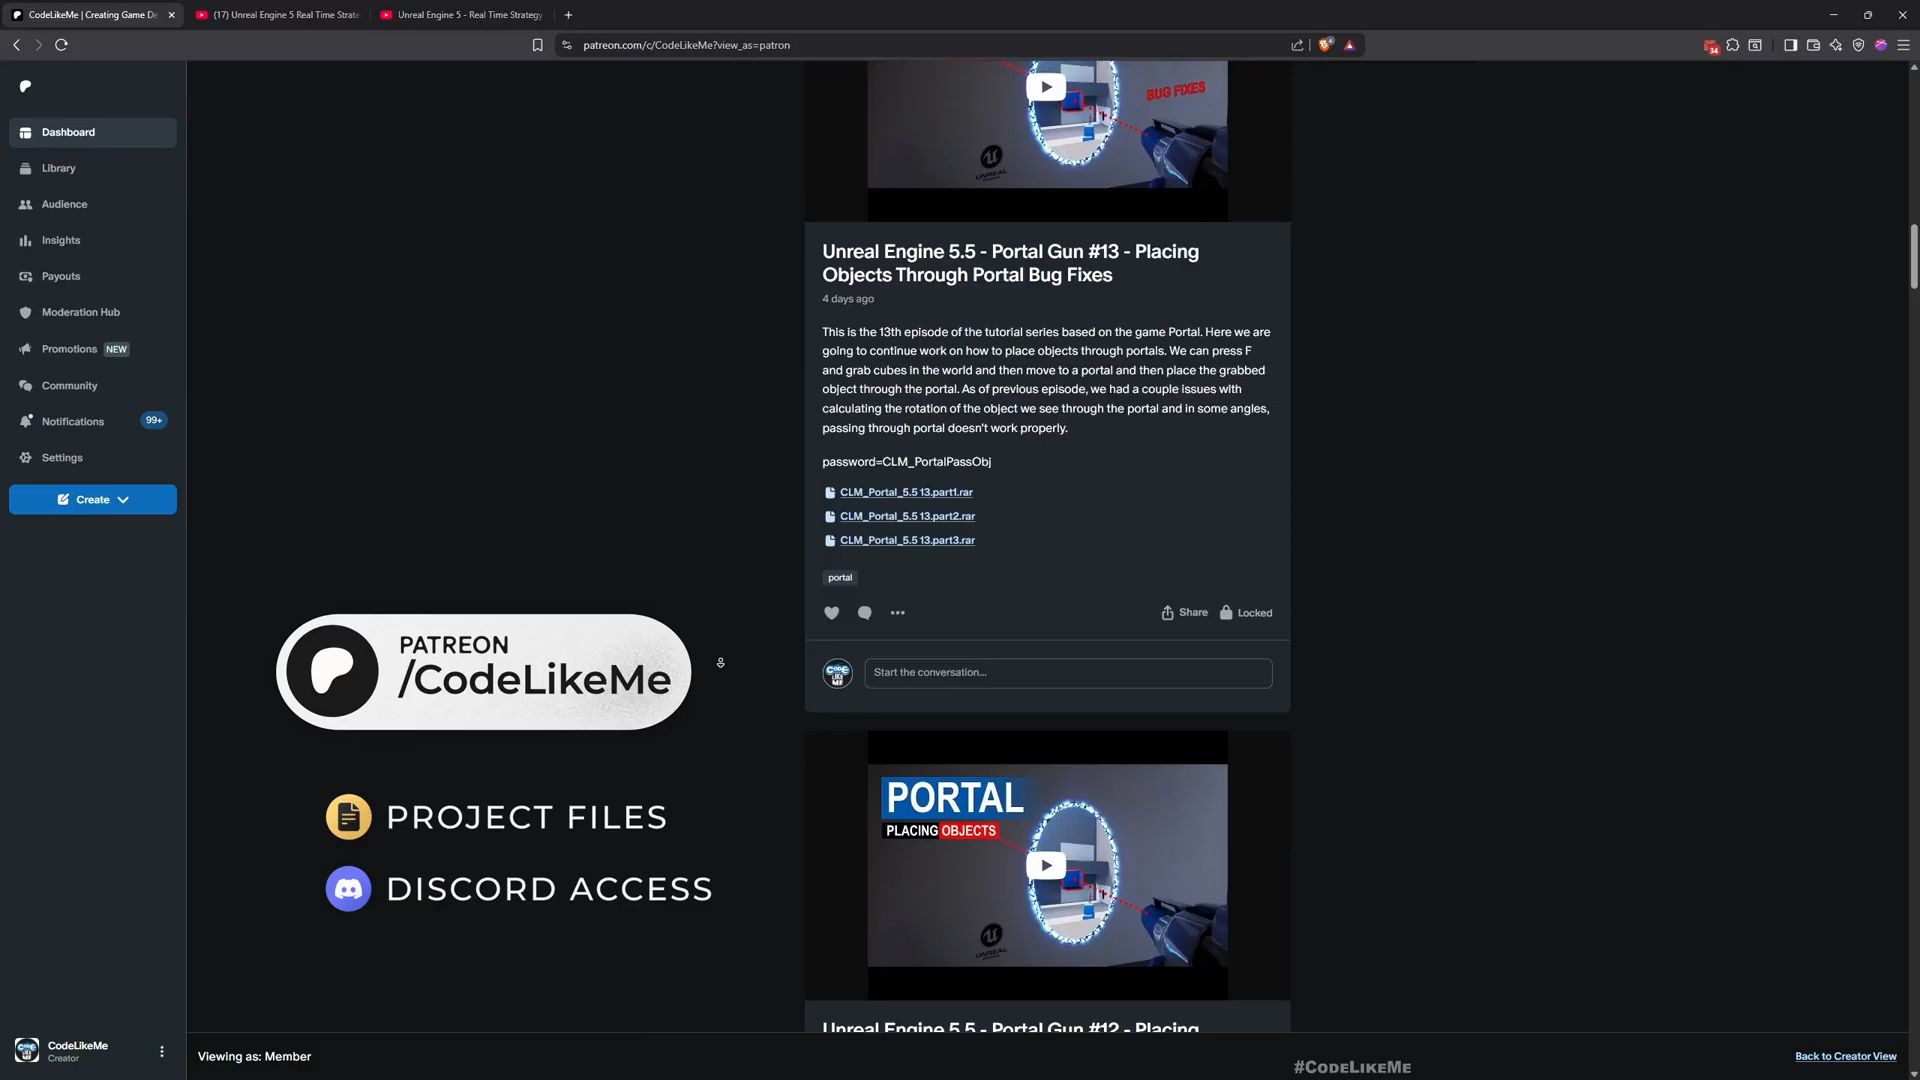 CodeLikeMe | Creating Game De
(17) Unreal Engine 5 Real Time Strate
Unreal Engine 5 - Real Time Strategy
patreon.com/c/CodeLikeMe?view_as=patron
4
34
Dashboard
Library
Audience
Insights
Payouts
Moderation Hub
Promotions NEW
Community
Notifications 99+
Settings
Create
BUG FIXES
UNREAL
Unreal Engine 5.5 - Portal Gun #13 - Placing
Objects Through Portal Bug Fixes
4 days ago
This is the 13th episode of the tutorial series based on the game Portal. Here we are
going to continue work on how to place objects through portals. We can press F
and grab cubes in the world and then move to a portal and then place the grabbed
object through the portal. As of previous episode, we had a couple issues with
calculating the rotation of the object we see through the portal and in some angles,
passing through portal doesn't work properly.
password=CLM_PortalPassObj
CLM_Portal_5.5 13.part1.rar
CLM_Portal_5.5 13.part2.rar
CLM_Portal_5.5 13.part3.rar
portal
Share
Locked
CODE LIKE ME
Start the conversation...
PATREON
/CodeLikeMe
PROJECT FILES
DISCORD ACCESS
PORTAL
PLACING OBJECTS
UNREAL
Unreal Engine 5.5 - Portal Gun #12 - Placing
CodeLikeMe
Creator
Viewing as: Member
#CODELIKEME
Back to Creator View